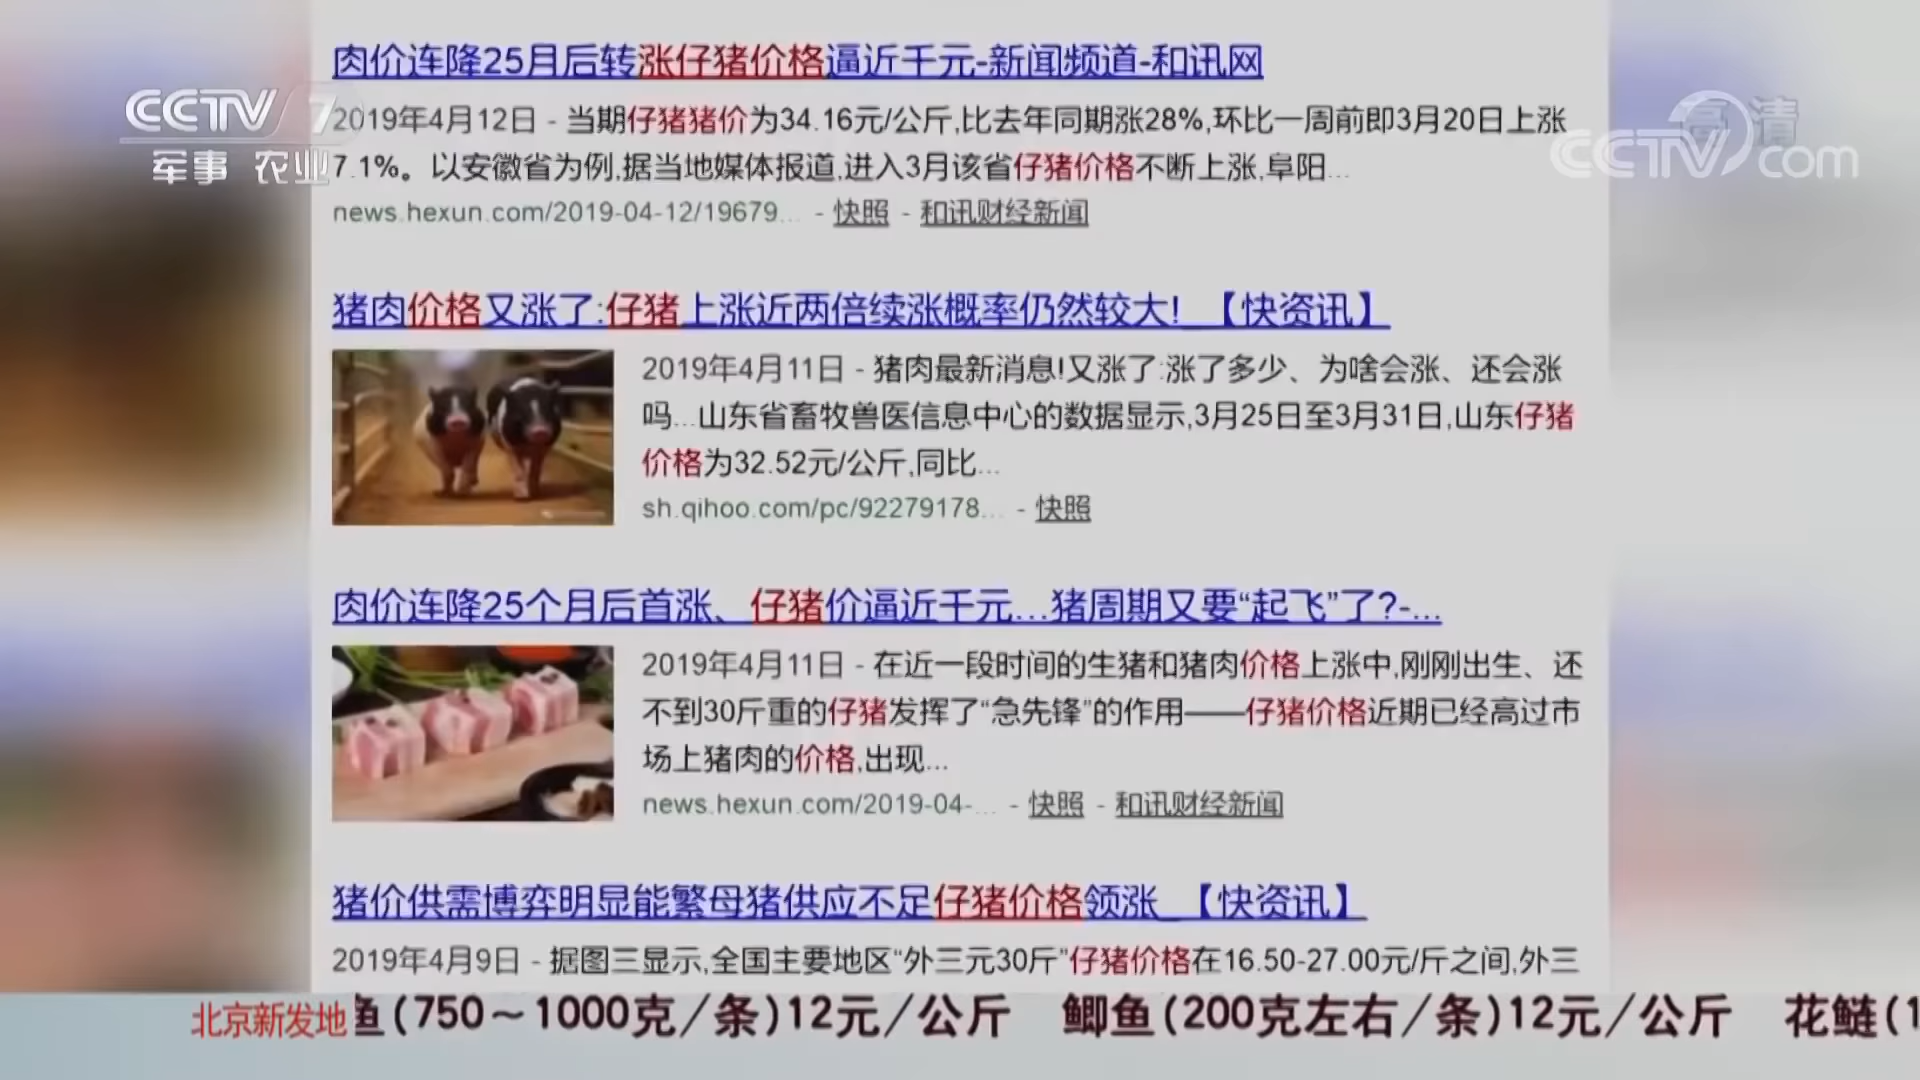 肉价连降25月后转涨仔猪价格逼近千元-新闻频道-和讯网
CCTV 7
军事 农业
高清
CCTV com
2019年4月12日 - 当期仔猪猪价为34.16元/公斤,比去年同期涨28%,环比一周前即3月20日上涨
7.1%。以安徽省为例,据当地媒体报道,进入3月该省仔猪价格不断上涨,阜阳...
news.hexun.com/2019-04-12/19679... - 快照 - 和讯财经新闻
猪肉价格又涨了:仔猪上涨近两倍续涨概率仍然较大!_【快资讯】
2019年4月11日 - 猪肉最新消息!又涨了:涨了多少、为啥会涨、还会涨
吗...山东省畜牧兽医信息中心的数据显示,3月25日至3月31日,山东仔猪
价格为32.52元/公斤,同比...
sh.qihoo.com/pc/92279178... - 快照
肉价连降25个月后首涨、仔猪价逼近千元...猪周期又要“起飞”了?-...
2019年4月11日 - 在近一段时间的生猪和猪肉价格上涨中,刚刚出生、还
不到30斤重的仔猪发挥了“急先锋”的作用——仔猪价格近期已经高过市
场上猪肉的价格,出现...
news.hexun.com/2019-04-... - 快照 - 和讯财经新闻
猪价供需博弈明显能繁母猪供应不足仔猪价格领涨_【快资讯】
2019年4月9日 - 据图三显示,全国主要地区“外三元30斤”仔猪价格在16.50-27.00元/斤之间,外三
北京新发地 鱼(750～1000克/条)12元/公斤 鲫鱼(200克左右/条)12元/公斤 花鲢(1